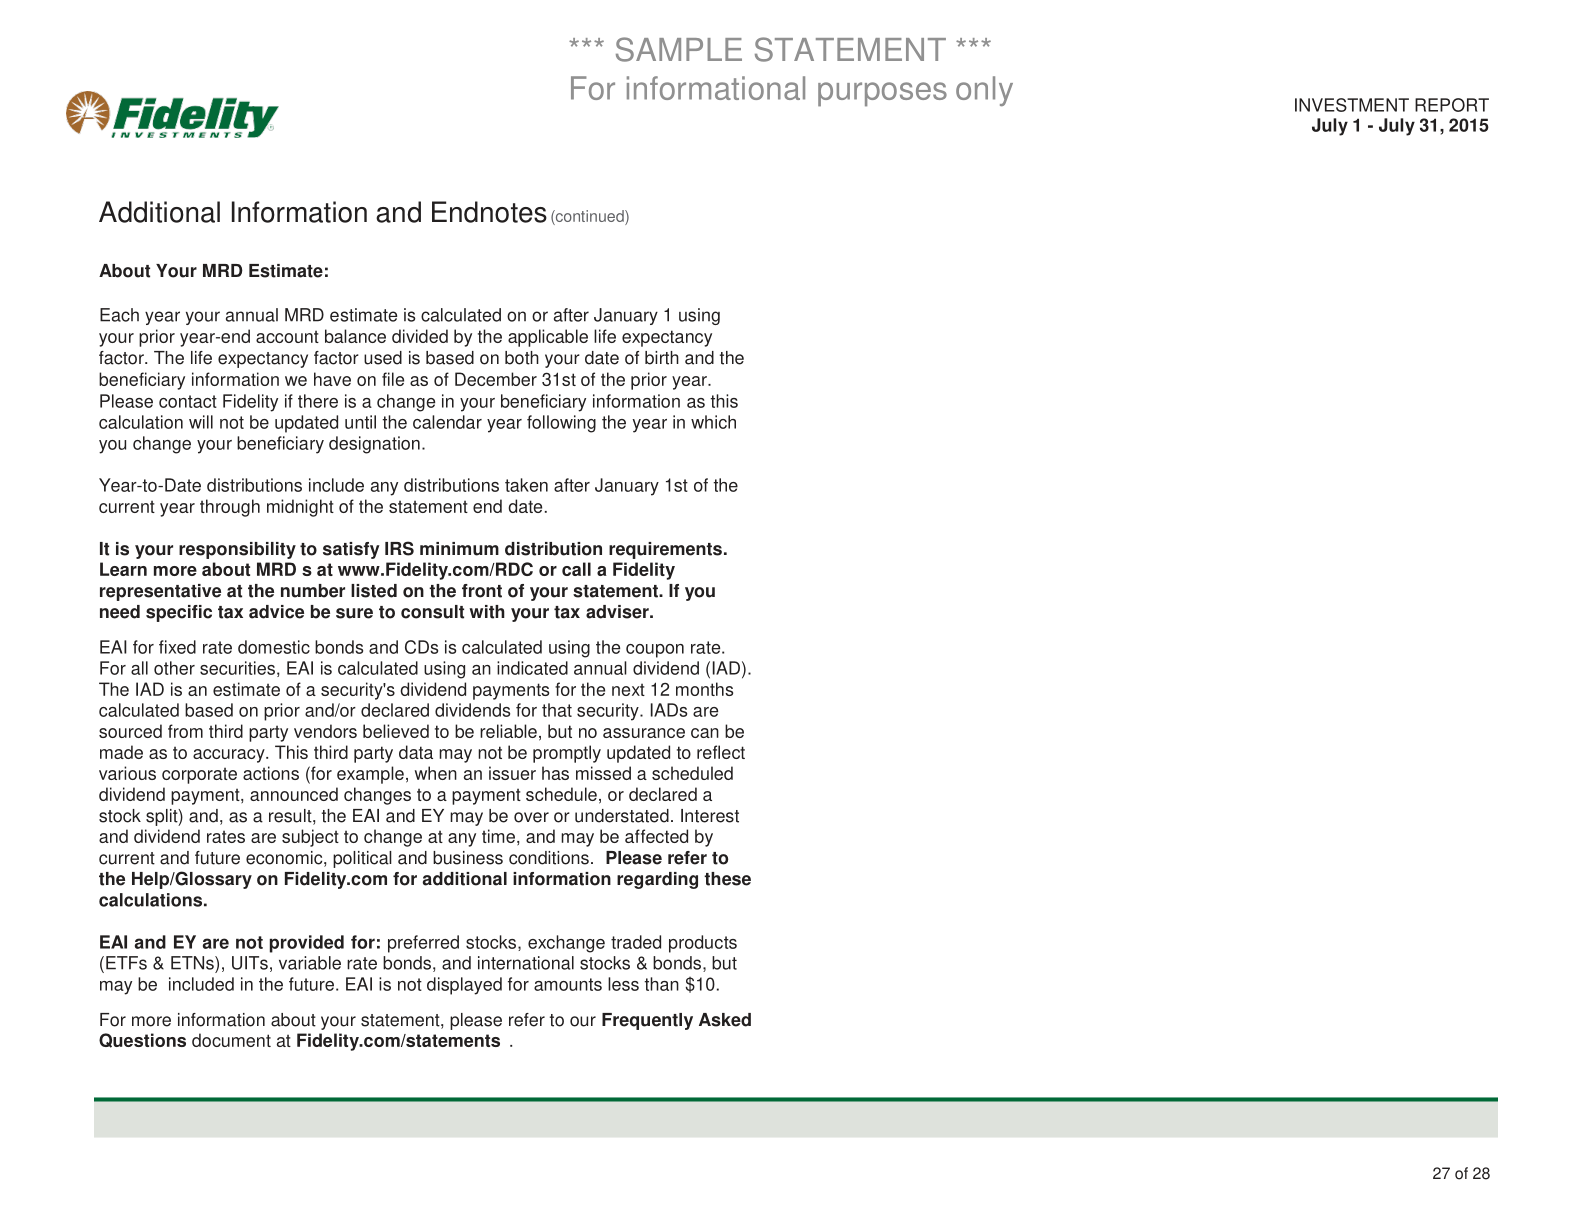 *** SAMPLE STATEMENT ***
For informational purposes only
Fidelity
INVESTMENTS®
INVESTMENT REPORT
July 1 - July 31, 2015
Additional Information and Endnotes (continued)
About Your MRD Estimate:
Each year your annual MRD estimate is calculated on or after January 1 using
your prior year-end account balance divided by the applicable life expectancy
factor. The life expectancy factor used is based on both your date of birth and the
beneficiary information we have on file as of December 31st of the prior year.
Please contact Fidelity if there is a change in your beneficiary information as this
calculation will not be updated until the calendar year following the year in which
you change your beneficiary designation.
Year-to-Date distributions include any distributions taken after January 1st of the
current year through midnight of the statement end date.
It is your responsibility to satisfy IRS minimum distribution requirements.
Learn more about MRD s at www.Fidelity.com/RDC or call a Fidelity
representative at the number listed on the front of your statement. If you
need specific tax advice be sure to consult with your tax adviser.
EAI for fixed rate domestic bonds and CDs is calculated using the coupon rate.
For all other securities, EAI is calculated using an indicated annual dividend (IAD).
The IAD is an estimate of a security's dividend payments for the next 12 months
calculated based on prior and/or declared dividends for that security. IADs are
sourced from third party vendors believed to be reliable, but no assurance can be
made as to accuracy. This third party data may not be promptly updated to reflect
various corporate actions (for example, when an issuer has missed a scheduled
dividend payment, announced changes to a payment schedule, or declared a
stock split) and, as a result, the EAI and EY may be over or understated. Interest
and dividend rates are subject to change at any time, and may be affected by
current and future economic, political and business conditions.  Please refer to
the Help/Glossary on Fidelity.com for additional information regarding these
calculations.
EAI and EY are not provided for: preferred stocks, exchange traded products
(ETFs & ETNs), UITs, variable rate bonds, and international stocks & bonds, but
may be  included in the future. EAI is not displayed for amounts less than $10.
For more information about your statement, please refer to our Frequently Asked
Questions document at Fidelity.com/statements  .
27 of 28